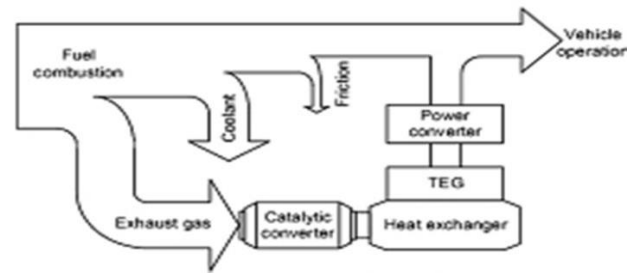 Fuel
combustion
Vehicle
operation
Coolant
Friction
Power
converter
TEG
Exhaust gas
Catalytic
converter
Heat exchanger